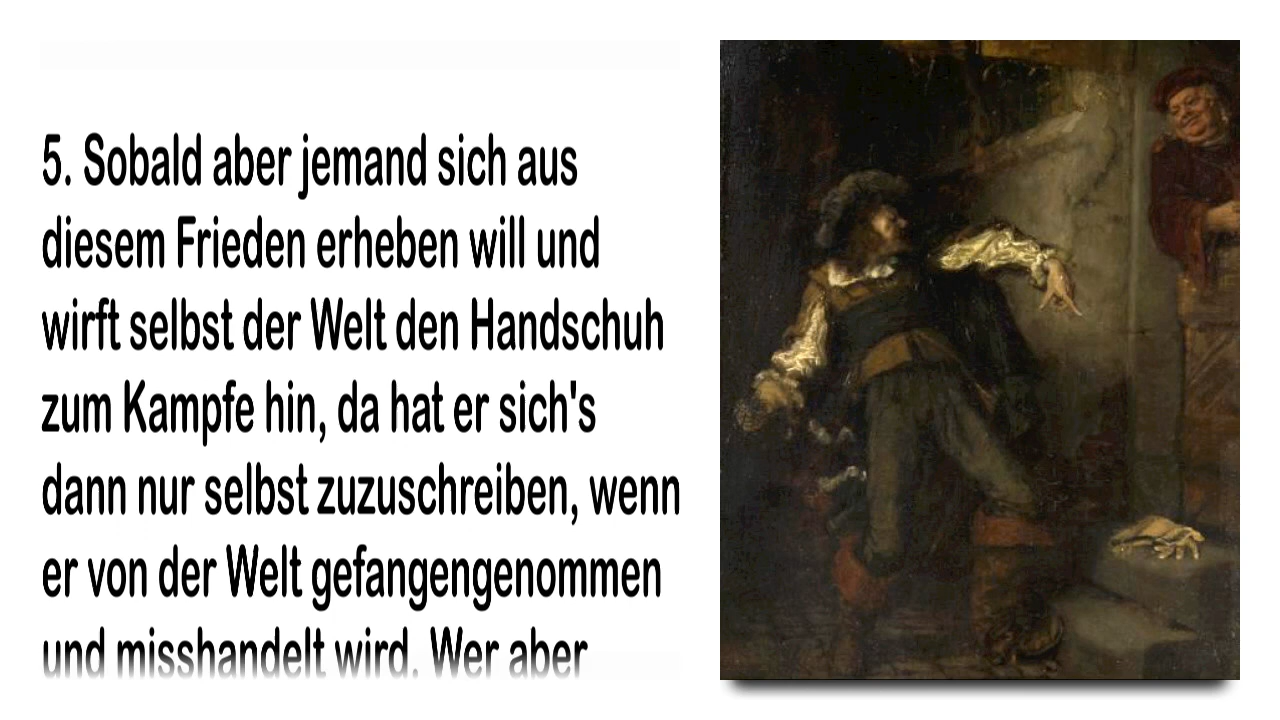 5. Sobald aber jemand sich aus
diesem Frieden erheben will und
wirft selbst der Welt den Handschuh
zum Kampfe hin, da hat er sich's
dann nur selbst zuzuschreiben, wenn
er von der Welt gefangengenommen
und misshandelt wird. Wer aber